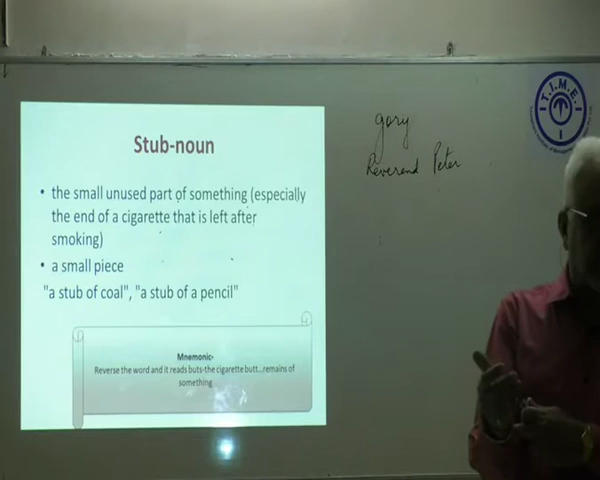 Stub-noun
• the small unused part of something (especially
the end of a cigarette that is left after
smoking)
• a small piece
"a stub of coal", "a stub of a pencil"
Mnemonic-
Reverse the word and it reads buts-the cigarette butt...remains of
something
gory
Reverend Peter
T.I.M.E.